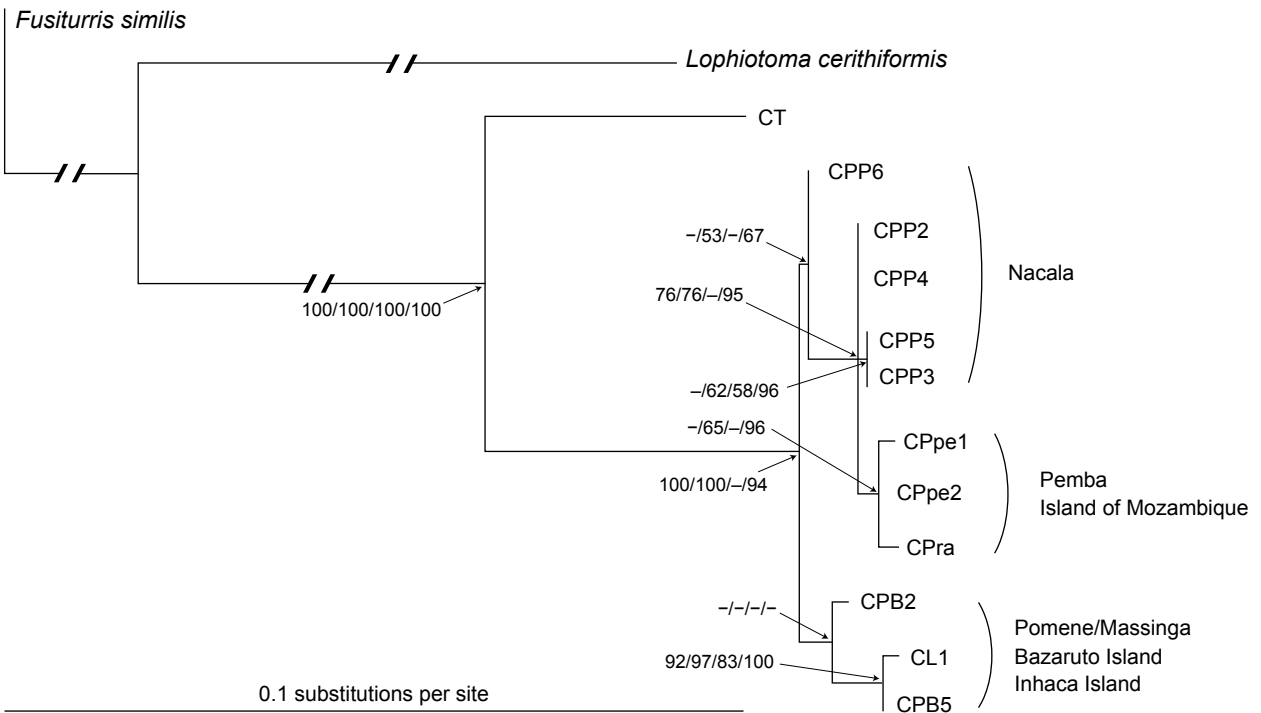 Fusiturris similis
Lophiotoma cerithiformis
CT
CPP6
−/53/−/67
CPP2
CPP4
Nacala
76/76/–/95
100/100/100/100
CPP5
CPP3
–/62/58/96
−/65/–/96
CPpe1
100/100/–/94
CPpe2
Pemba
Island of Mozambique
CPra
−/−/−/−
CPB2
Pomene/Massinga
Bazaruto Island
Inhaca Island
92/97/83/100
CL1
CPB5
0.1 substitutions per site